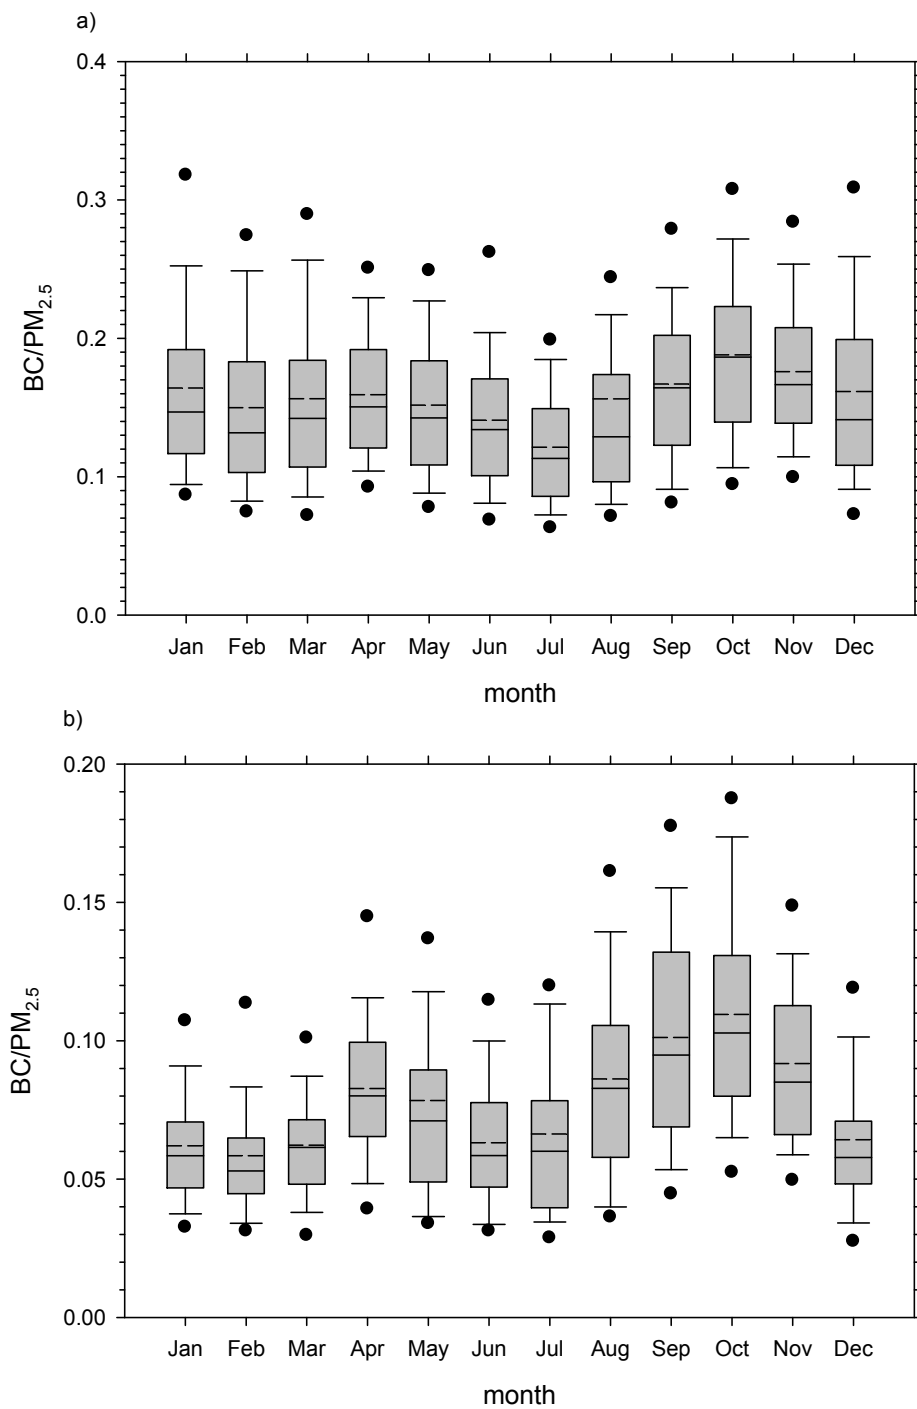 a)
0.4
0.3
0.2
0.1
0.0
BC/PM2.5
Jan Feb Mar Apr May Jun Jul Aug Sep Oct Nov Dec
month
b)
0.20
0.15
0.10
0.05
0.00
BC/PM2.5
Jan Feb Mar Apr May Jun Jul Aug Sep Oct Nov Dec
month